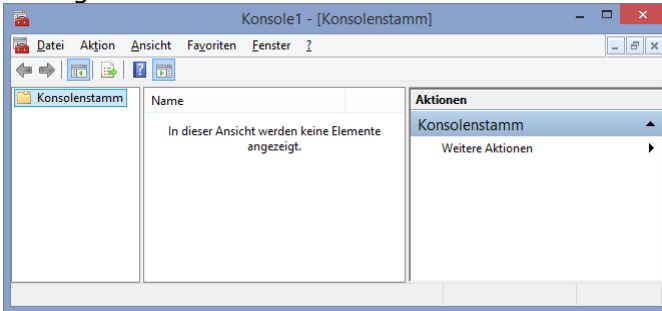 Konsole1 - [Konsolenstamm]
Datei Aktion Ansicht Favoriten Fenster ?
?
Konsolenstamm
Name
In dieser Ansicht werden keine Elemente
angezeigt.
Aktionen
Konsolenstamm
Weitere Aktionen